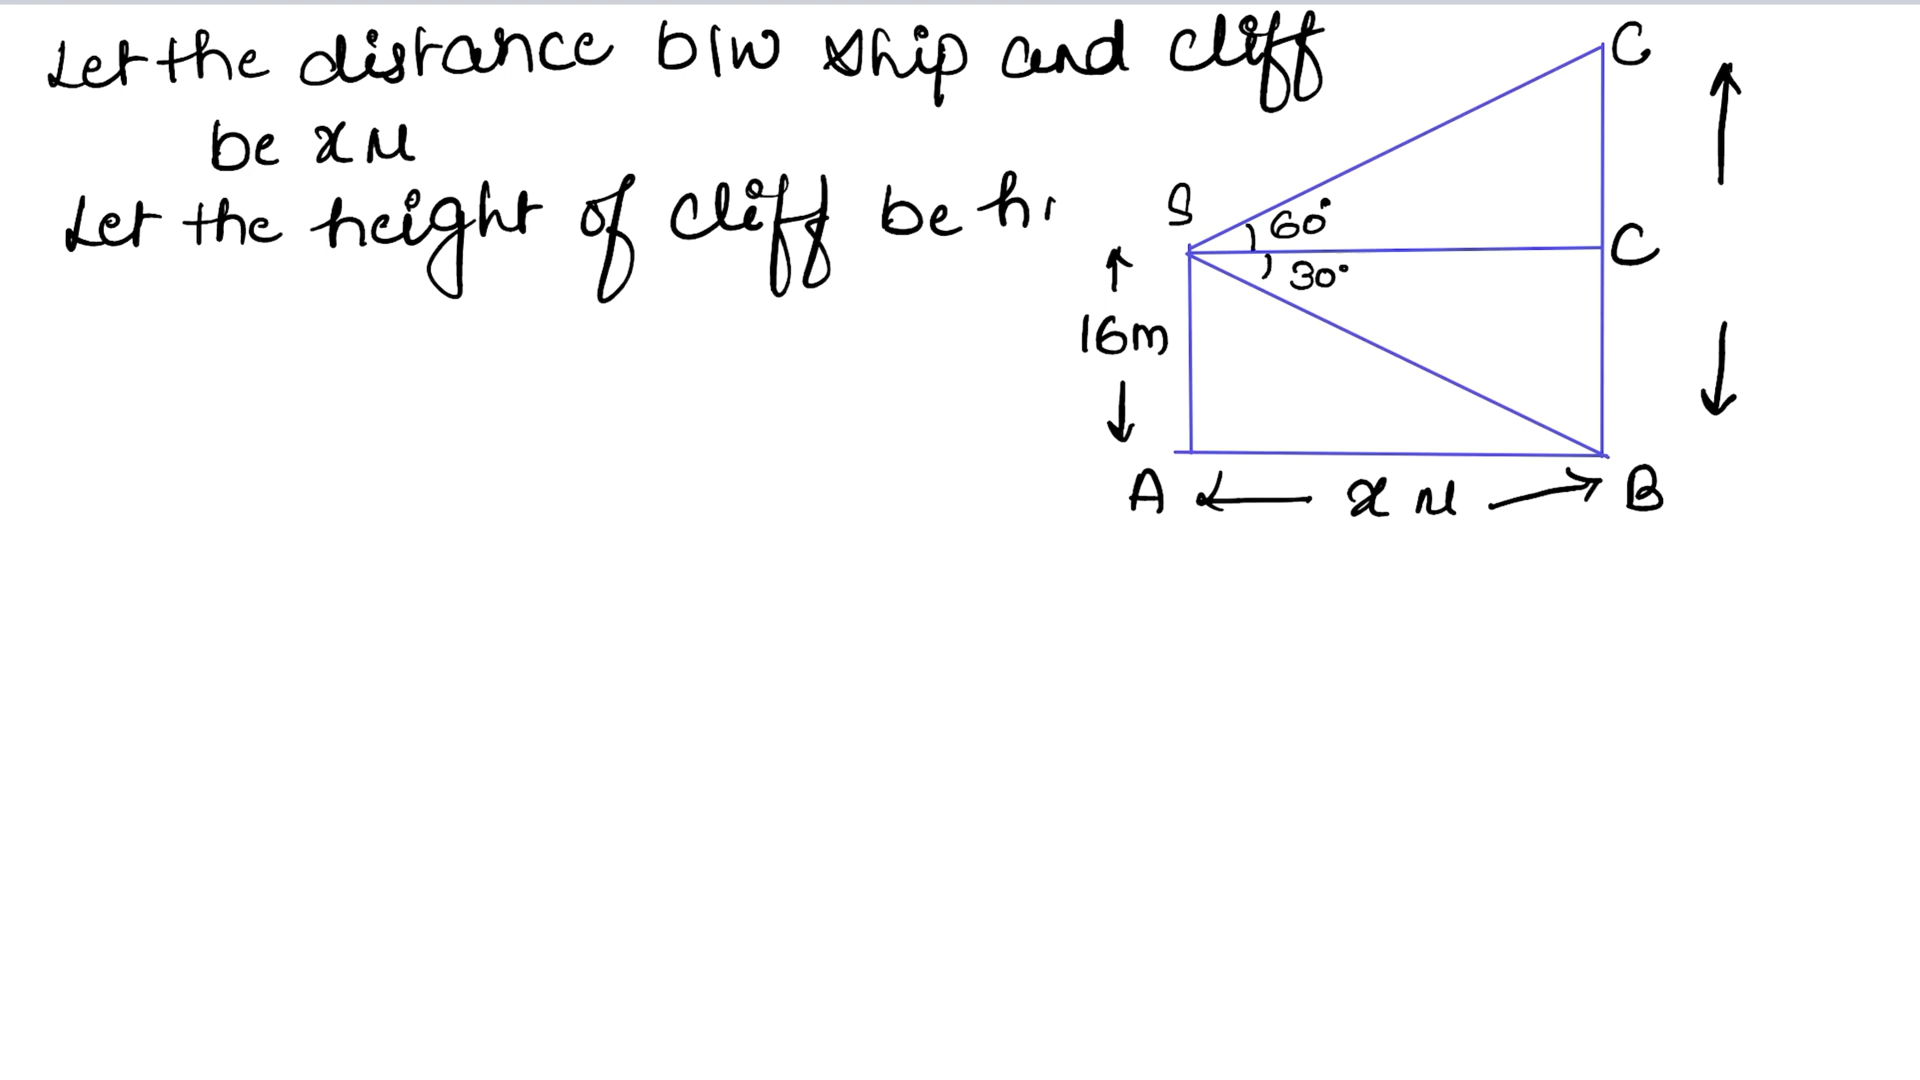 Let the distance b/w ship and cliff
be x m
Let the height of cliff be h
C
S
60°
C
30°
16m
A
x m
B